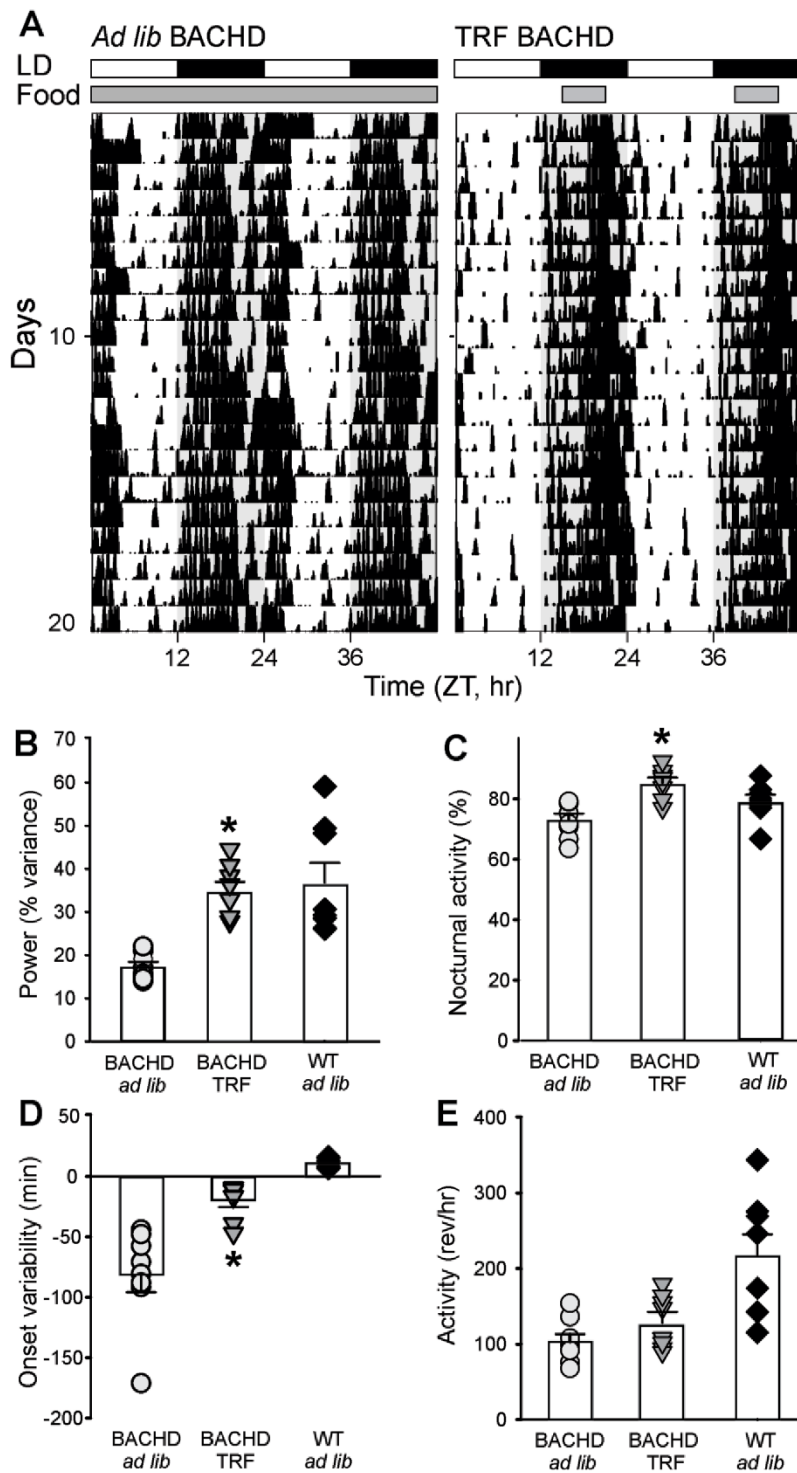 A
Ad lib BACHD
TRF BACHD
LD
Food
Days
10
20
12
24
36
12
24
36
Time (ZT, hr)
B
Power (% variance)
70
60
50
40
30
20
10
0
*
BACHD
ad lib
BACHD
TRF
WT
ad lib
C
Nocturnal activity (%)
80
60
40
20
0
*
BACHD
ad lib
BACHD
TRF
WT
ad lib
D
Onset variability (min)
50
0
-50
-100
-150
-200
*
BACHD
ad lib
BACHD
TRF
WT
ad lib
E
Activity (rev/hr)
400
300
200
100
0
BACHD
ad lib
BACHD
TRF
WT
ad lib